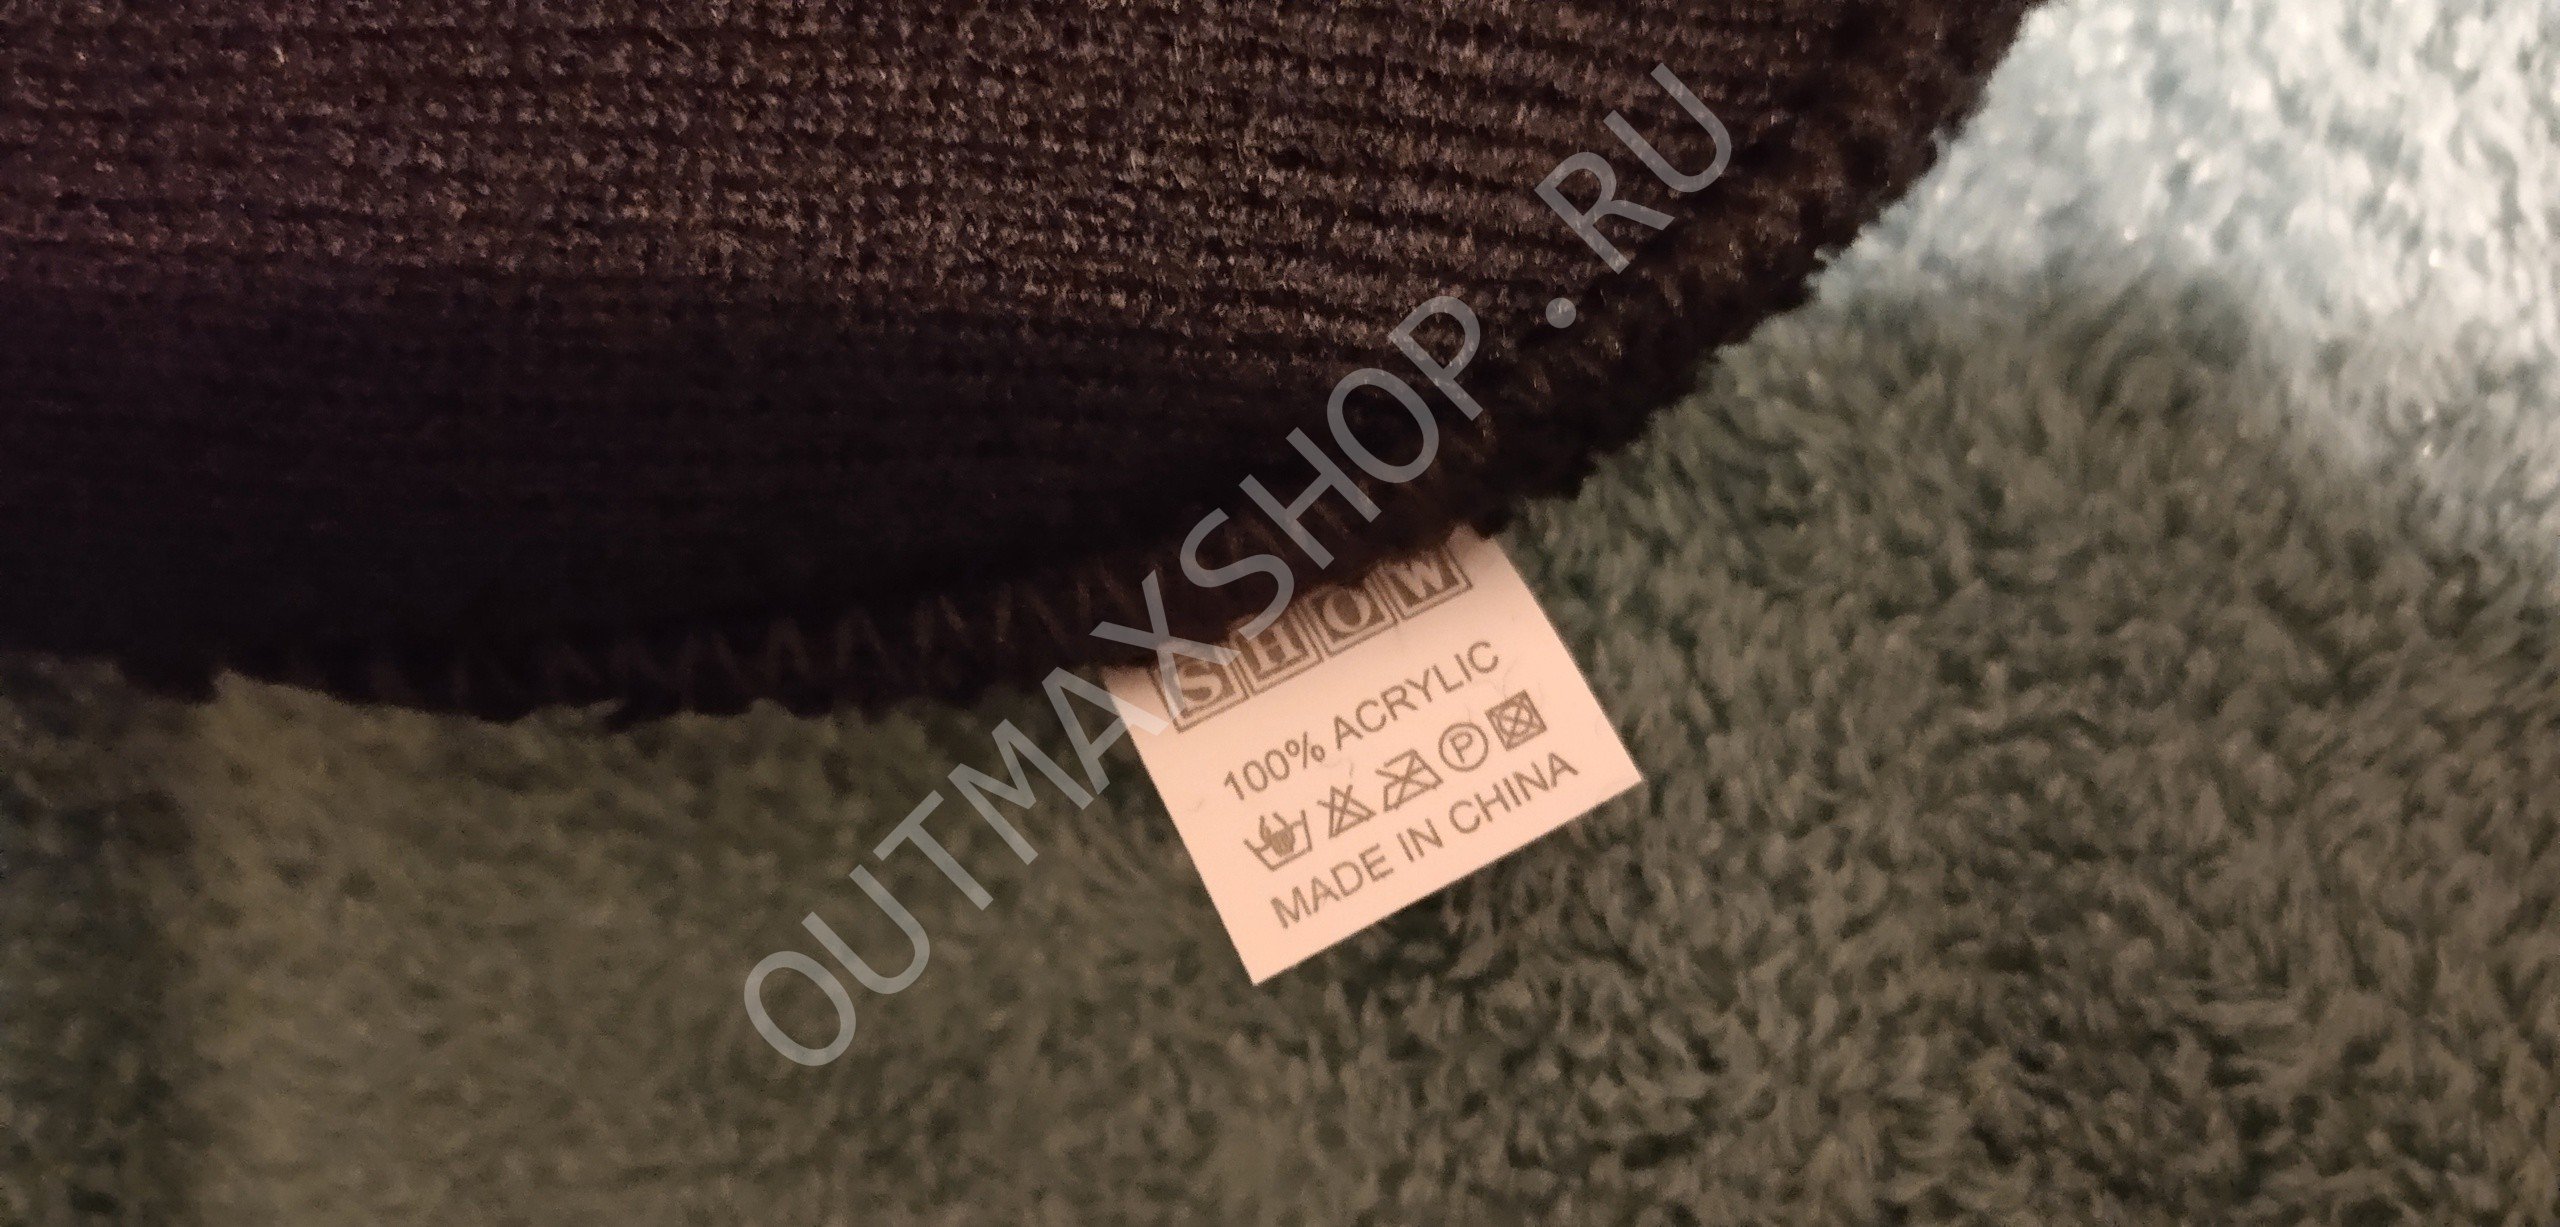 OUTMAXSHOP.RU
SHOW
100% ACRYLIC
P
MADE IN CHINA